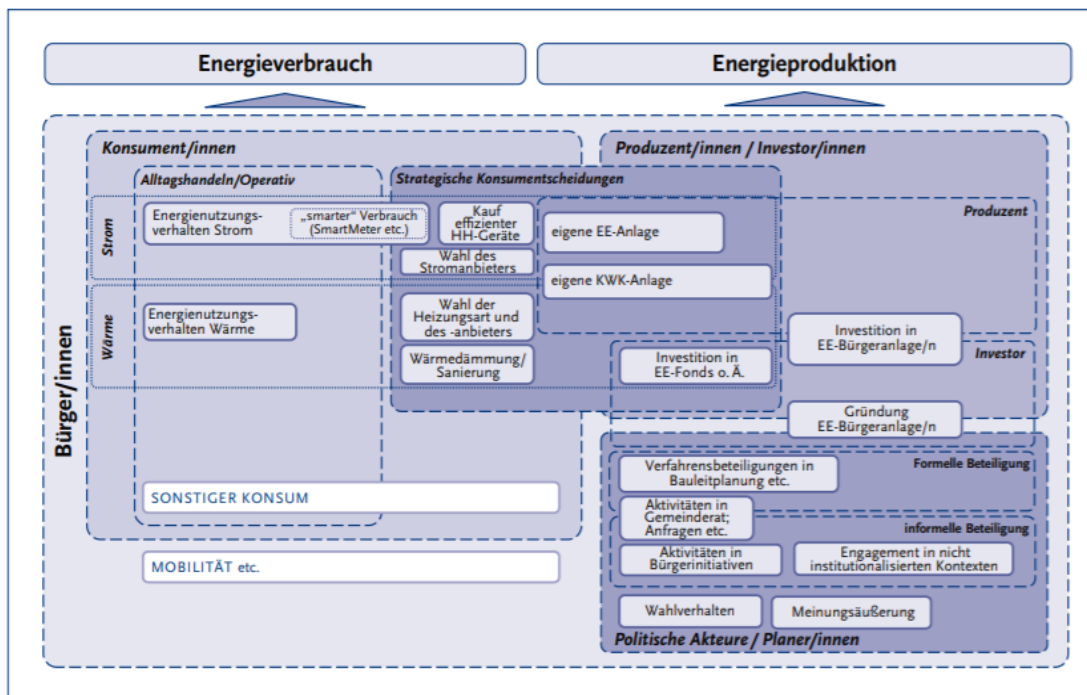 Energieverbrauch
Energieproduktion
Bürger/innen
Konsument/innen
Alltagshandeln/Operativ
Strom
Energienutzungs-
verhalten Strom
„smarter“ Verbrauch
(SmartMeter etc.)
Wärme
Energienutzungs-
verhalten Wärme
SONSTIGER KONSUM
MOBILITÄT etc.
Strategische Konsumentscheidungen
Kauf
effizienter
HH-Geräte
Wahl des
Stromanbieters
Wahl der
Heizungsart und
des -anbieters
Wärmedämmung/
Sanierung
Produzent/innen / Investor/innen
Produzent
eigene EE-Anlage
eigene KWK-Anlage
Investition in
EE-Bürgeranlage/n
Investor
Investition in
EE-Fonds o. Ä.
Gründung
EE-Bürgeranlage/n
Formelle Beteiligung
Verfahrensbeteiligungen in
Bauleitplanung etc.
Aktivitäten in
Gemeinderat;
Anfragen etc.
informelle Beteiligung
Aktivitäten in
Bürgerinitiativen
Engagement in nicht
institutionalisierten Kontexten
Wahlverhalten
Meinungsäußerung
Politische Akteure / Planer/innen